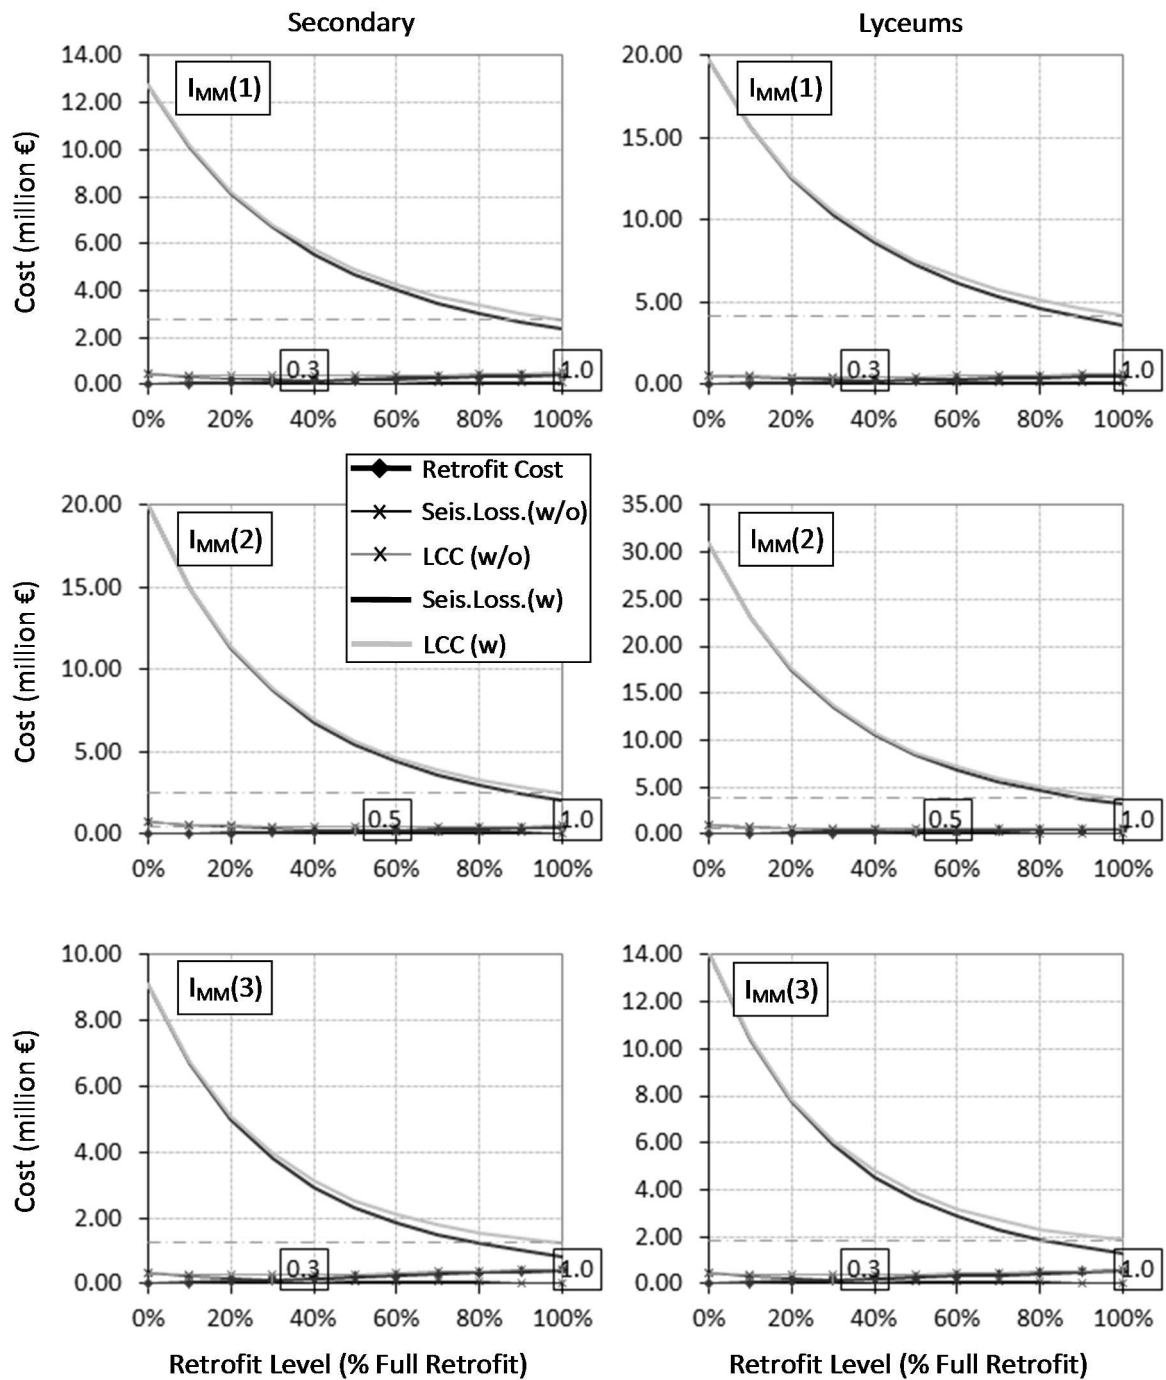 Secondary
Lyceums
14.00
12.00
10.00
8.00
6.00
4.00
2.00
0.00
Cost (million €)
I_MM(1)
0.3
1.0
0% 20% 40% 60% 80% 100%
20.00
15.00
10.00
5.00
0.00
I_MM(1)
0.3
1.0
0% 20% 40% 60% 80% 100%
20.00
15.00
10.00
5.00
0.00
Cost (million €)
I_MM(2)
Retrofit Cost
Seis.Loss.(w/o)
LCC (w/o)
Seis.Loss.(w)
LCC (w)
0.5
1.0
0% 20% 40% 60% 80% 100%
35.00
30.00
25.00
20.00
15.00
10.00
5.00
0.00
I_MM(2)
0.5
1.0
0% 20% 40% 60% 80% 100%
10.00
8.00
6.00
4.00
2.00
0.00
Cost (million €)
I_MM(3)
0.3
1.0
0% 20% 40% 60% 80% 100%
Retrofit Level (% Full Retrofit)
14.00
12.00
10.00
8.00
6.00
4.00
2.00
0.00
I_MM(3)
0.3
1.0
0% 20% 40% 60% 80% 100%
Retrofit Level (% Full Retrofit)